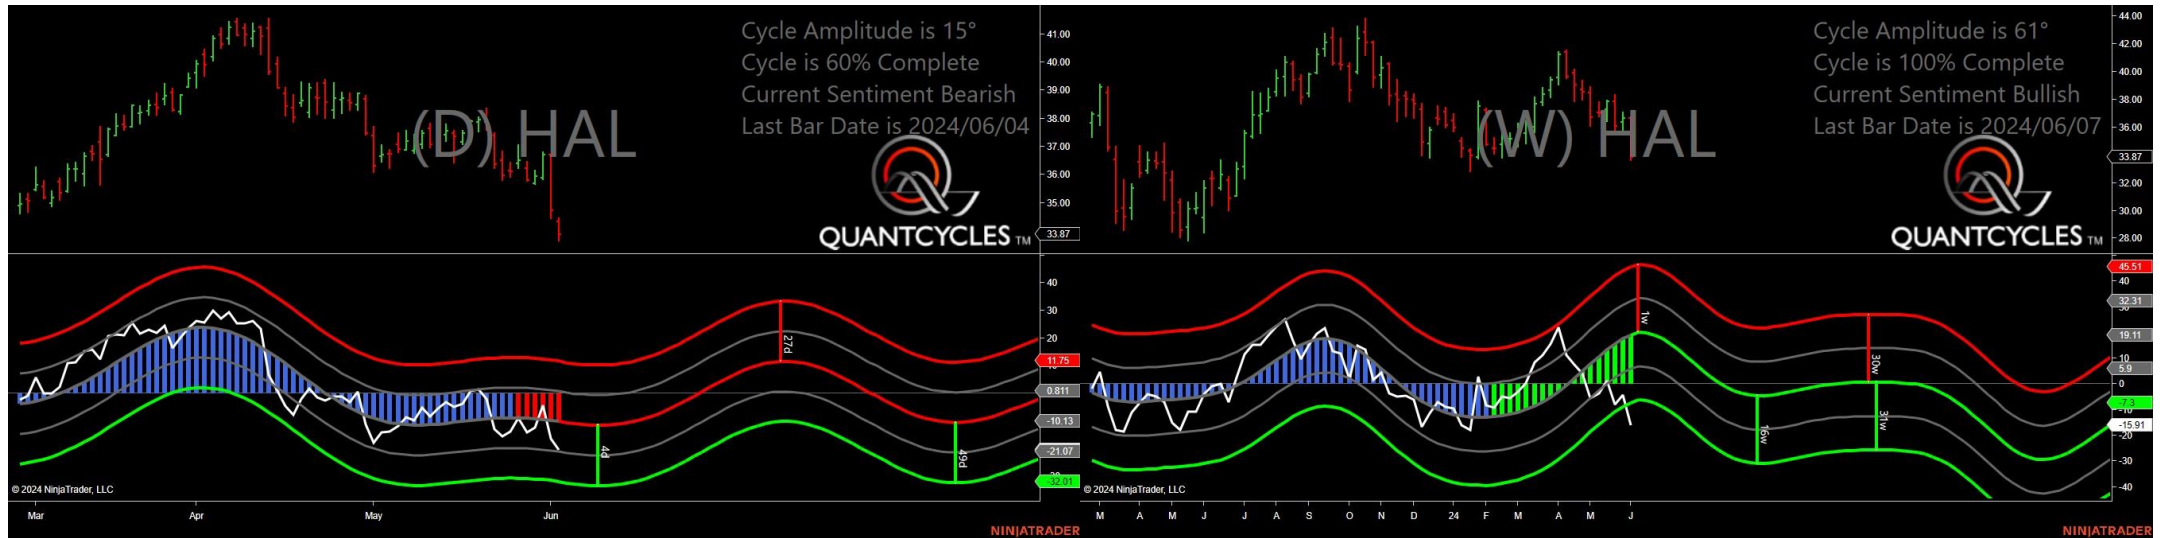 Cycle Amplitude is 15°
Cycle is 60% Complete
Current Sentiment Bearish
Last Bar Date is 2024/06/04
(D) HAL
QUANTCYCLES TM
41.00
40.00
39.00
38.00
37.00
36.00
35.00
33.87
40
30
20
11.75
0.811
-10.13
-21.07
-32.01
27d
4d
49d
© 2024 NinjaTrader, LLC
Mar
Apr
May
Jun
NINJATRADER
Cycle Amplitude is 61°
Cycle is 100% Complete
Current Sentiment Bullish
Last Bar Date is 2024/06/07
(W) HAL
QUANTCYCLES TM
44.00
42.00
40.00
38.00
36.00
33.87
32.00
30.00
28.00
45.51
40
32.31
30
19.11
10
5.9
0
-7.3
-10
-15.91
-20
-30
-40
1w
30w
16w
31w
© 2024 NinjaTrader, LLC
M A M J J A S O N D 24 F M A M J
NINJATRADER